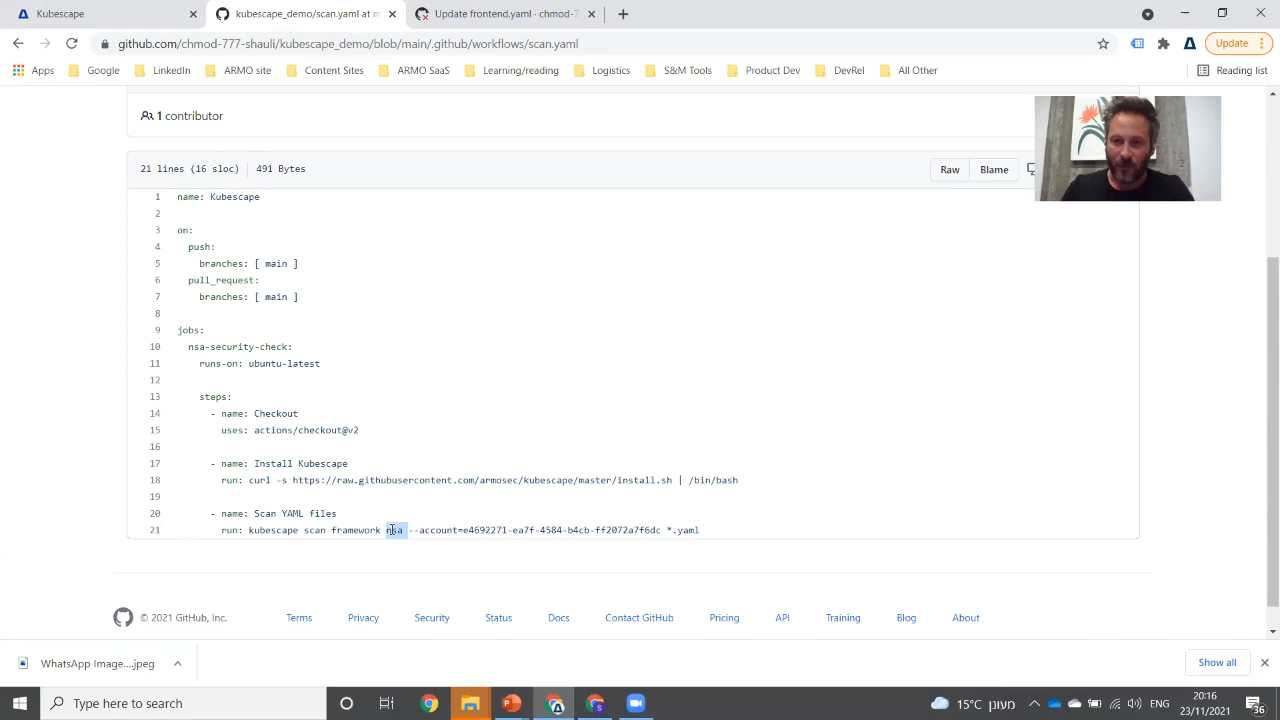 Kubescape
kubescape_demo/scan.yaml at m
Update frontend.yaml - chmod-7
github.com/chmod-777-shauli/kubescape_demo/blob/main/.github/workflows/scan.yaml
Update
Apps
Google
LinkedIn
ARMO site
Content Sites
ARMO SaaS
Learning/reading
Logistics
S&M Tools
Product Dev
DevRel
All Other
Reading list
1 contributor
21 lines (16 sloc)
491 Bytes
Raw
Blame
1 name: Kubescape
2
3 on:
4 push:
5 branches: [ main ]
6 pull_request:
7 branches: [ main ]
8
9 jobs:
10 nsa-security-check:
11 runs-on: ubuntu-latest
12
13 steps:
14 - name: Checkout
15 uses: actions/checkout@v2
16
17 - name: Install Kubescape
18 run: curl -s https://raw.githubusercontent.com/armosec/kubescape/master/install.sh | /bin/bash
19
20 - name: Scan YAML files
21 run: kubescape scan framework nsa --account=e4692271-ea7f-4584-b4cb-ff2072a7f6dc *.yaml
© 2021 GitHub, Inc.
Terms
Privacy
Security
Status
Docs
Contact GitHub
Pricing
API
Training
Blog
About
WhatsApp Image....jpeg
Show all
Type here to search
15°C מעונן
ENG
20:16
23/11/2021
36